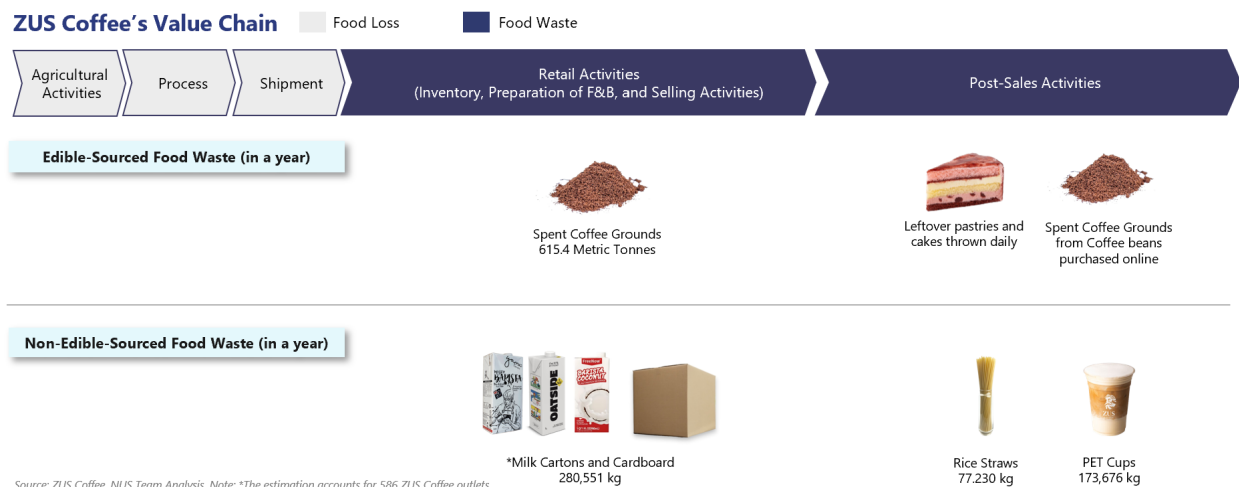 ZUS Coffee's Value Chain
Food Loss
Food Waste
Agricultural
Activities
Process
Shipment
Retail Activities
(Inventory, Preparation of F&B, and Selling Activities)
Post-Sales Activities
Edible-Sourced Food Waste (in a year)
Spent Coffee Grounds
615.4 Metric Tonnes
Leftover pastries and
cakes thrown daily
Spent Coffee Grounds
from Coffee beans
purchased online
Non-Edible-Sourced Food Waste (in a year)
BARISTA
OATSIDE
BARISTA
COCONUT
ZUS
*Milk Cartons and Cardboard
280,551 kg
Rice Straws
77.230 kg
PET Cups
173,676 kg
Source: ZUS Coffee, NUS Team Analysis. Note: *The estimation accounts for 586 ZUS Coffee outlets